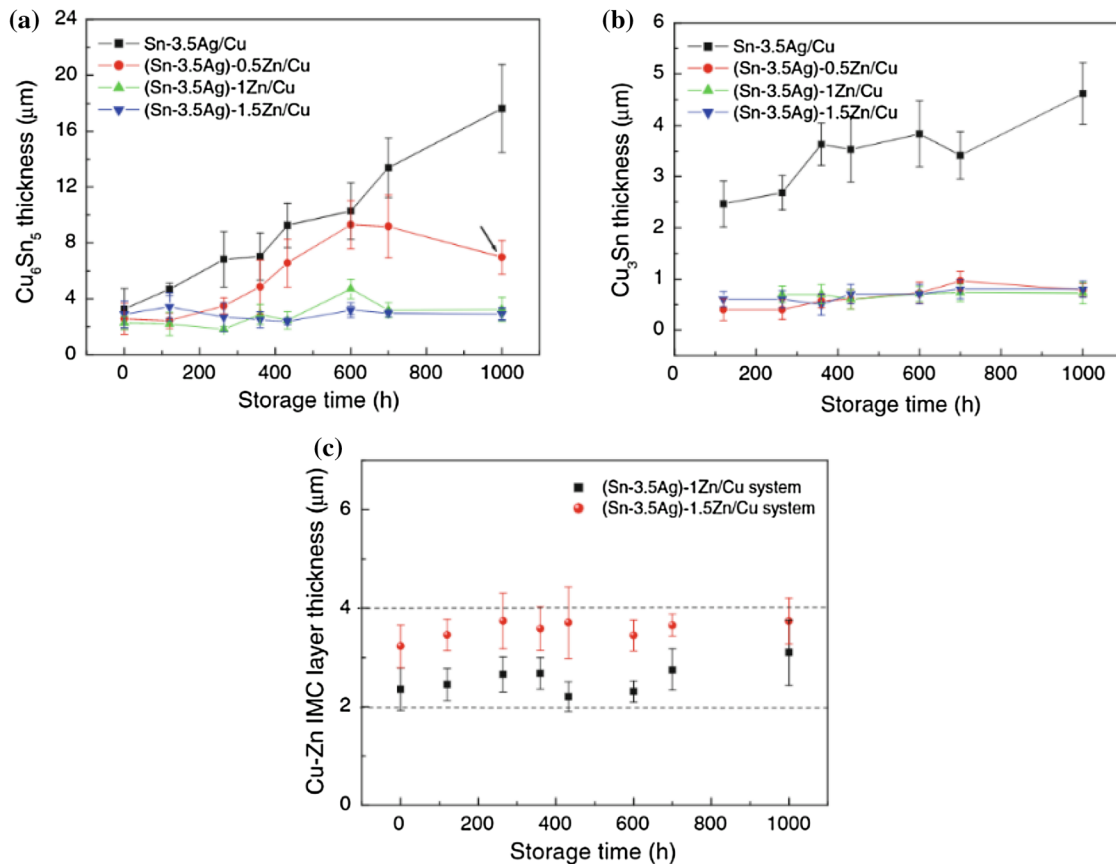 (a)
24
20
16
12
8
4
0
Cu6Sn5 thickness (μm)
Sn-3.5Ag/Cu
(Sn-3.5Ag)-0.5Zn/Cu
(Sn-3.5Ag)-1Zn/Cu
(Sn-3.5Ag)-1.5Zn/Cu
0 200 400 600 800 1000
Storage time (h)
(b)
6
5
4
3
2
1
0
Cu3Sn thickness (μm)
Sn-3.5Ag/Cu
(Sn-3.5Ag)-0.5Zn/Cu
(Sn-3.5Ag)-1Zn/Cu
(Sn-3.5Ag)-1.5Zn/Cu
0 200 400 600 800 1000
Storage time (h)
(c)
6
4
2
0
Cu-Zn IMC layer thickness (μm)
(Sn-3.5Ag)-1Zn/Cu system
(Sn-3.5Ag)-1.5Zn/Cu system
0 200 400 600 800 1000
Storage time (h)